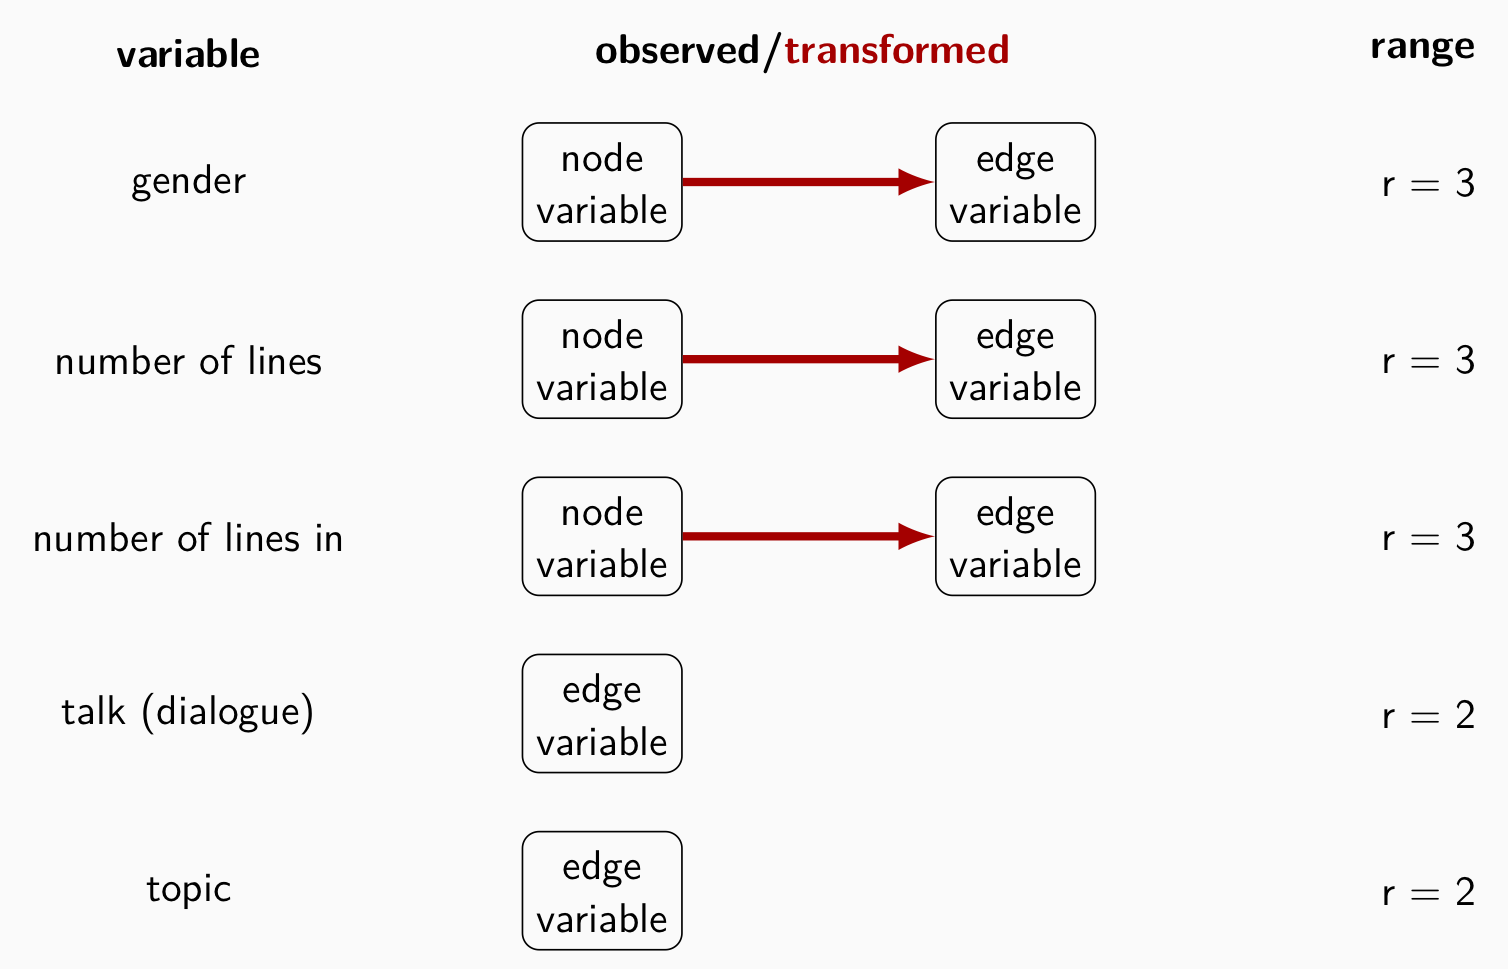 variable observed/transformed range
gender
node
variable
edge
variable
r = 3
number of lines
node
variable
edge
variable
r = 3
number of lines in
node
variable
edge
variable
r = 3
talk (dialogue)
edge
variable
r = 2
topic
edge
variable
r = 2